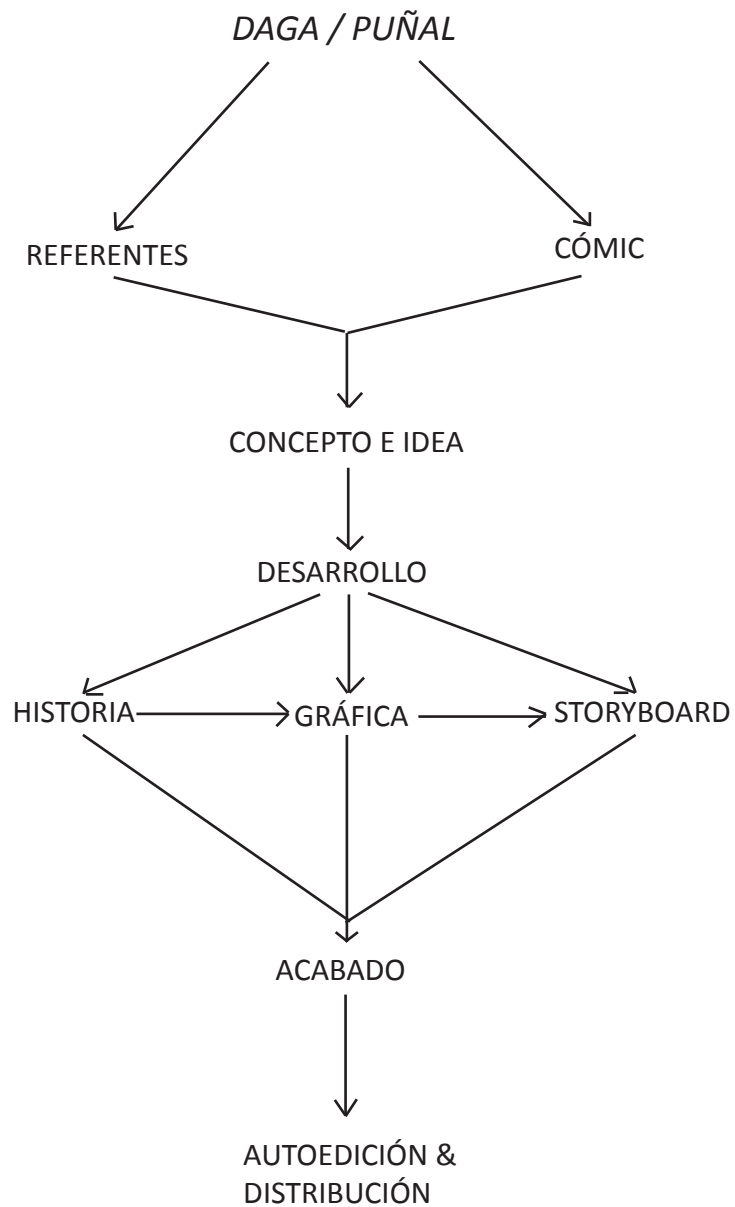 DAGA / PUÑAL
REFERENTES
CÓMIC
CONCEPTO E IDEA
DESARROLLO
HISTORIA
GRÁFICA
STORYBOARD
ACABADO
AUTOEDICIÓN &
DISTRIBUCIÓN